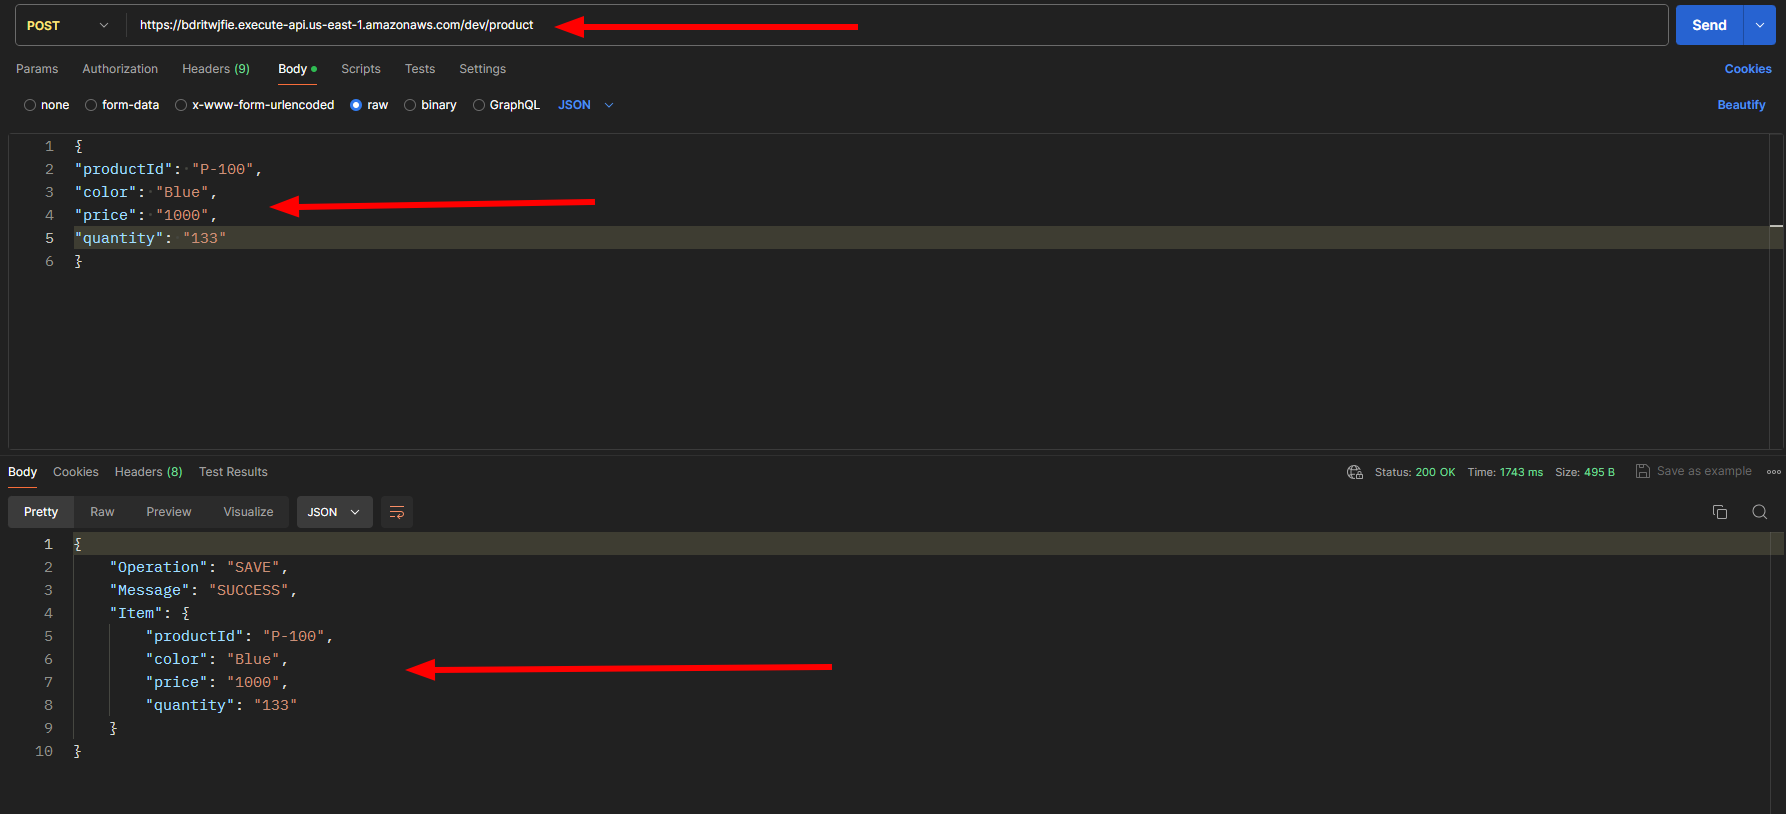 POST https://bdritwjfie.execute-api.us-east-1.amazonaws.com/dev/product Send
Params Authorization Headers (9) Body Scripts Tests Settings Cookies
none form-data x-www-form-urlencoded raw binary GraphQL JSON Beautify
1 {
2 "productId": "P-100",
3 "color": "Blue",
4 "price": "1000",
5 "quantity": "133"
6 }
Body Cookies Headers (8) Test Results Status: 200 OK Time: 1743 ms Size: 495 B Save as example
Pretty Raw Preview Visualize JSON
1 {
2 "Operation": "SAVE",
3 "Message": "SUCCESS",
4 "Item": {
5 "productId": "P-100",
6 "color": "Blue",
7 "price": "1000",
8 "quantity": "133"
9 }
10 }